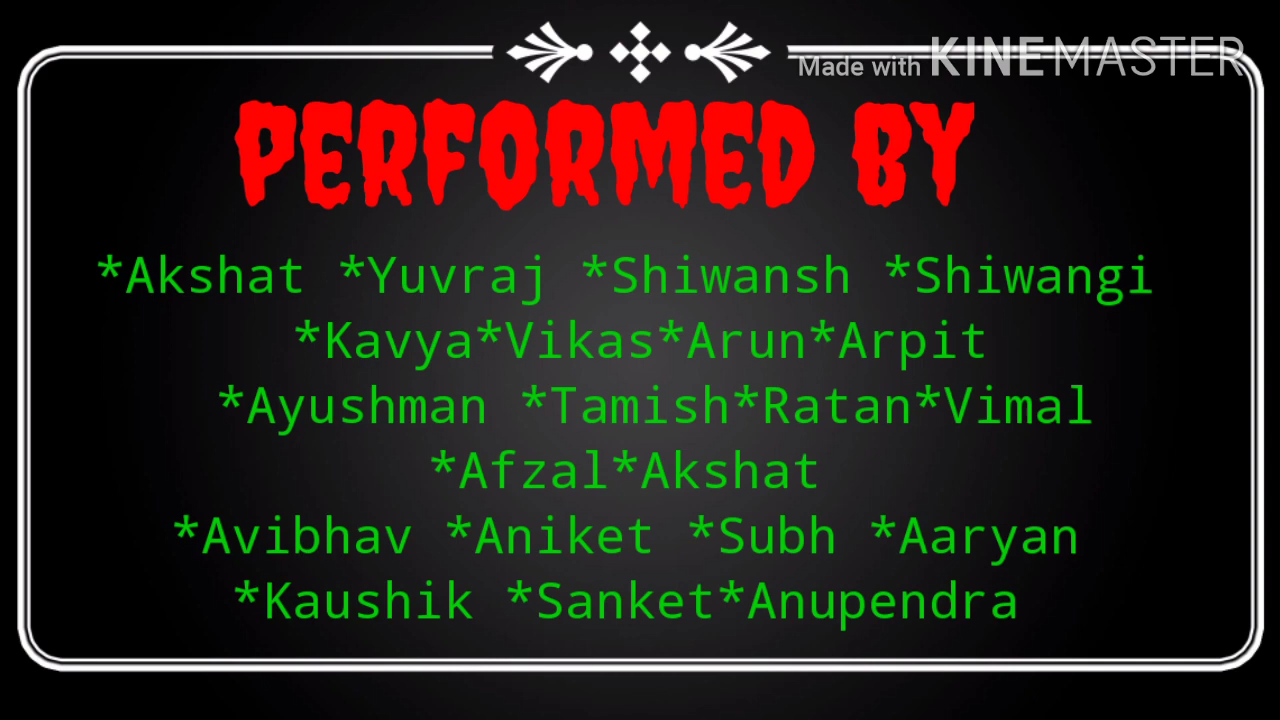 Made with KINEMASTER
PERFORMED BY
*Akshat *Yuvraj *Shiwansh *Shiwangi
*Kavya*Vikas*Arun*Arpit
*Ayushman *Tamish*Ratan*Vimal
*Afzal*Akshat
*Avibhav *Aniket *Subh *Aaryan
*Kaushik *Sanket*Anupendra